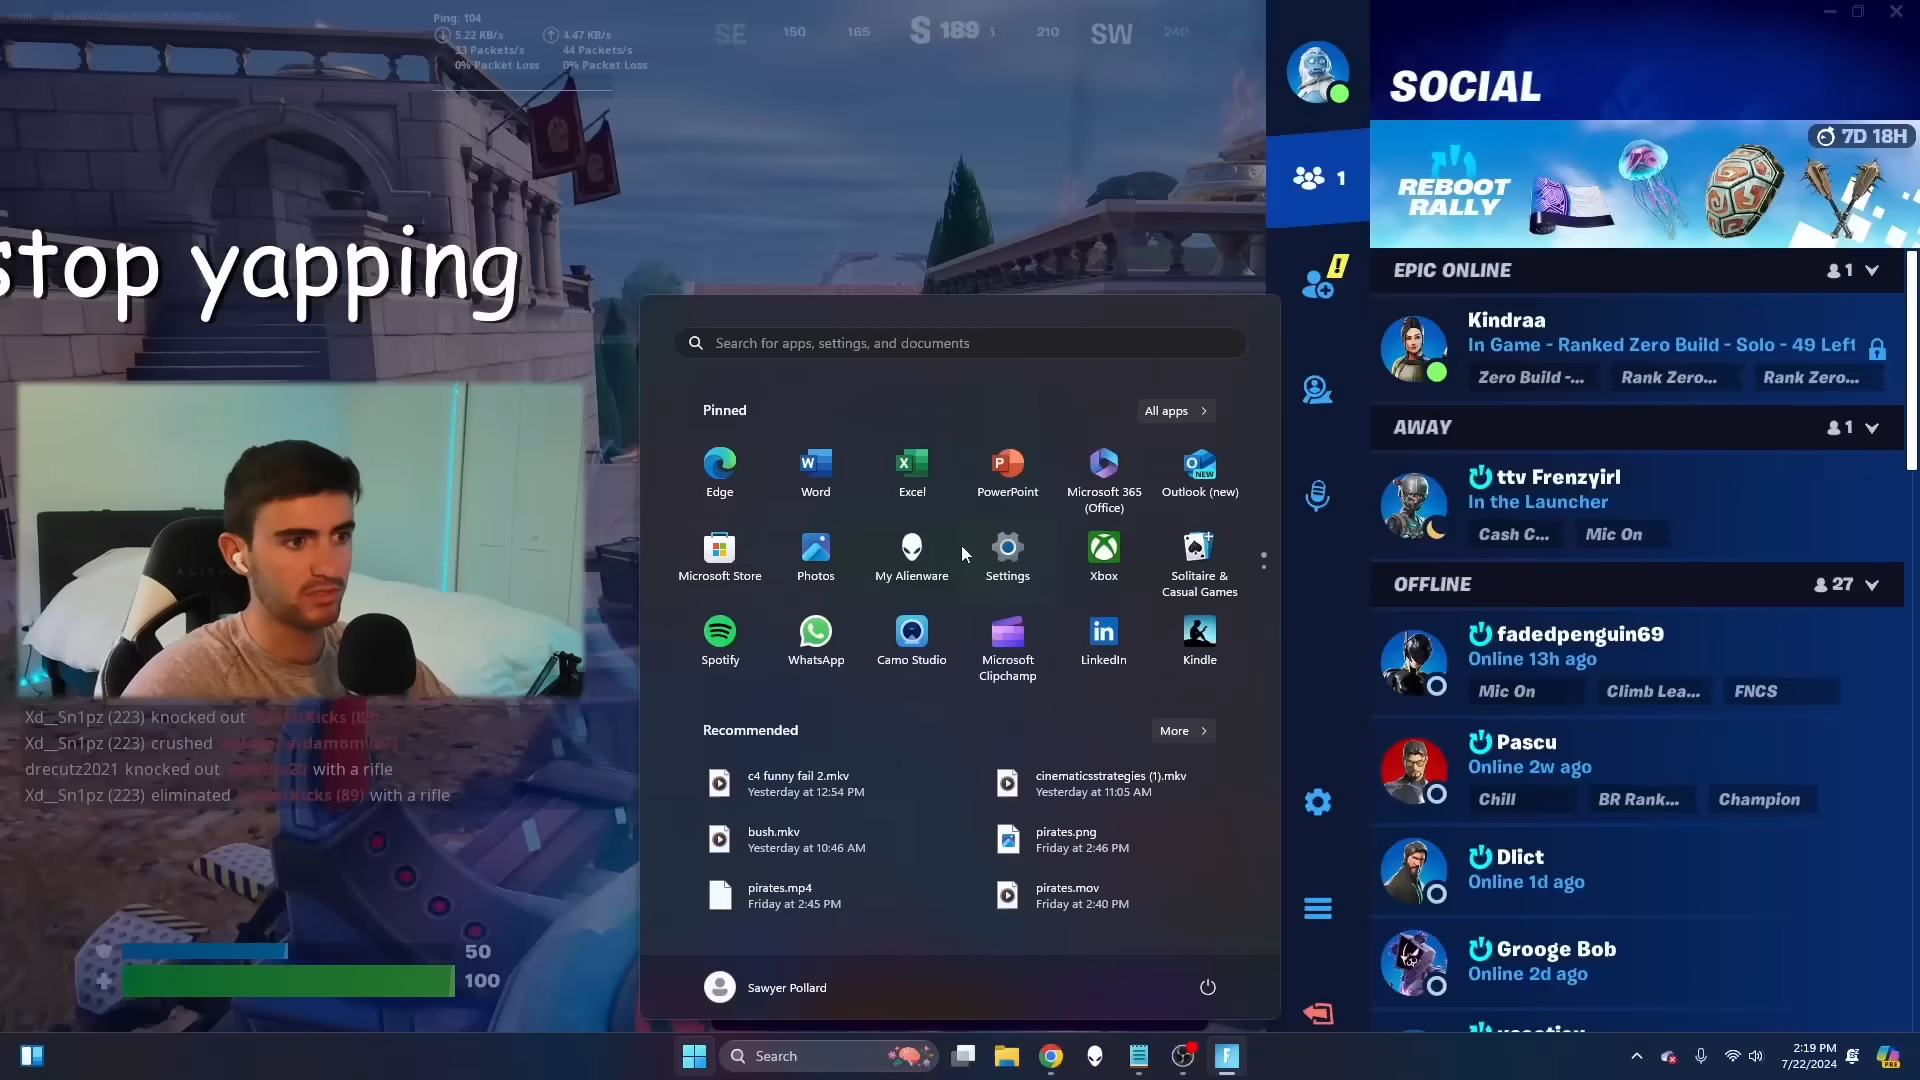 Ping: 104
5.22 KB/s
4.47 KB/s
33 Packets/s
44 Packets/s
0% Packet Loss
0% Packet Loss
SE
150
165
S 189
210
SW
240
stop yapping
Xd__Sn1pz (223) knocked out
Xd__Sn1pz (223) crushed
drecutz2021 knocked out with a rifle
Xd__Sn1pz (223) eliminated Kicks (89) with a rifle
50
100
Search for apps, settings, and documents
Pinned
All apps
Edge
Word
Excel
PowerPoint
Microsoft 365 (Office)
Outlook (new)
Microsoft Store
Photos
My Alienware
Settings
Xbox
Solitaire & Casual Games
Spotify
WhatsApp
Camo Studio
Microsoft Clipchamp
LinkedIn
Kindle
Recommended
More
c4 funny fail 2.mkv
Yesterday at 12:54 PM
cinematicsstrategies (1).mkv
Yesterday at 11:05 AM
bush.mkv
Yesterday at 10:46 AM
pirates.png
Friday at 2:46 PM
pirates.mp4
Friday at 2:45 PM
pirates.mov
Friday at 2:40 PM
Sawyer Pollard
1
SOCIAL
7D 18H
REBOOT
RALLY
EPIC ONLINE
1
Kindraa
In Game - Ranked Zero Build - Solo - 49 Left
Zero Build -...
Rank Zero...
Rank Zero...
AWAY
1
ttv Frenzyirl
In the Launcher
Cash C...
Mic On
OFFLINE
27
fadedpenguin69
Online 13h ago
Mic On
Climb Lea...
FNCS
Pascu
Online 2w ago
Chill
BR Rank...
Champion
Dlict
Online 1d ago
Grooge Bob
Online 2d ago
Search
2:19 PM
7/22/2024